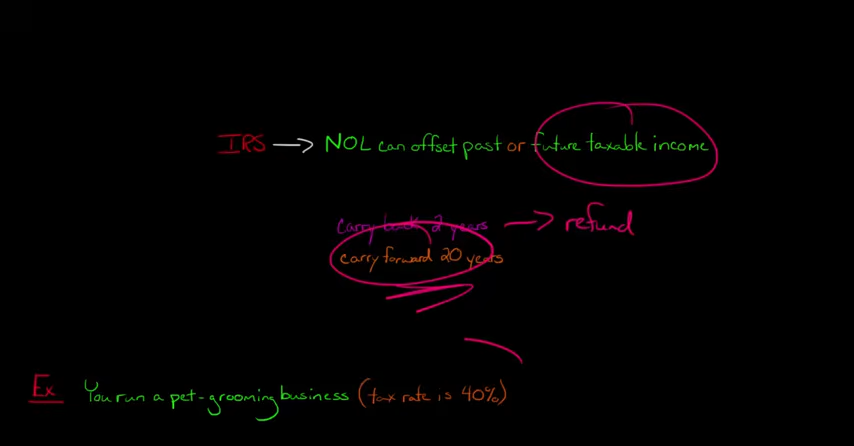 IRS → NOL can offset past or future taxable income
carry back 2 years → refund
carry forward 20 years
Ex You run a pet-grooming business (tax rate is 40%)